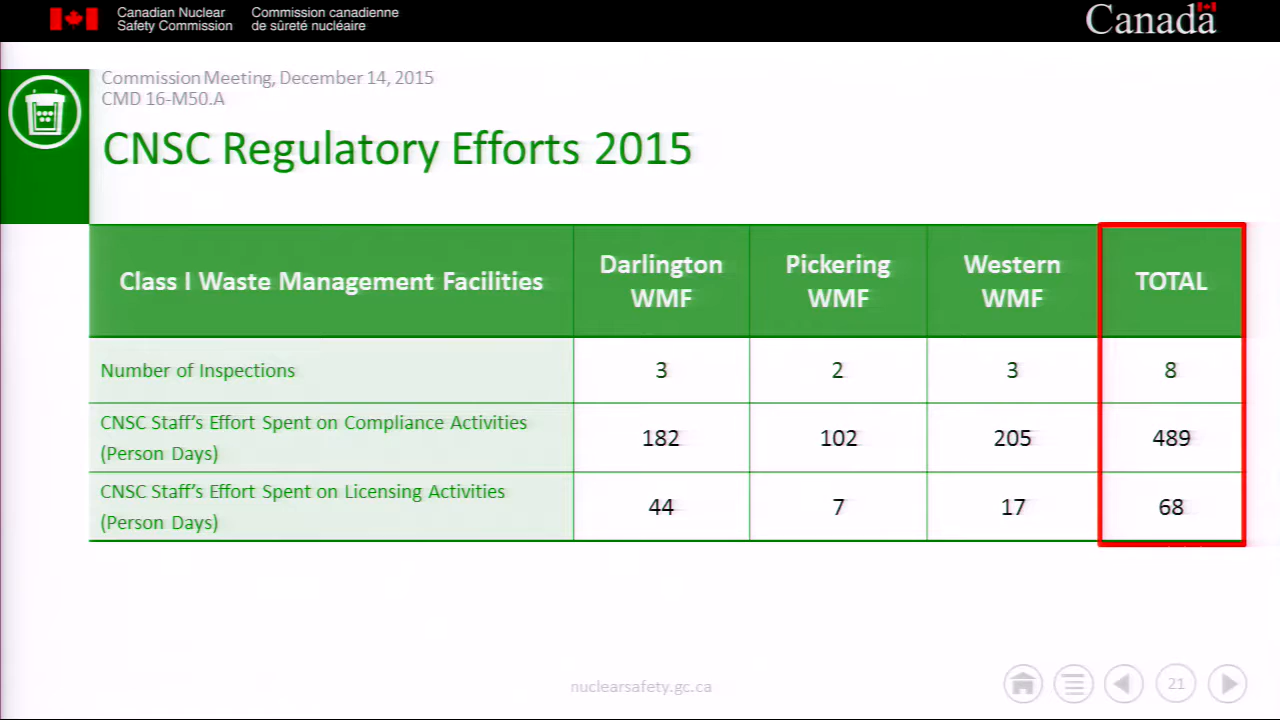 Canadian Nuclear Safety Commission
Commission canadienne de sûreté nucléaire
Canada
Commission Meeting, December 14, 2015
CMD 16-M50.A
CNSC Regulatory Efforts 2015
Class I Waste Management Facilities
Darlington WMF
Pickering WMF
Western WMF
TOTAL
Number of Inspections
3
2
3
8
CNSC Staff’s Effort Spent on Compliance Activities
(Person Days)
182
102
205
489
CNSC Staff’s Effort Spent on Licensing Activities
(Person Days)
44
7
17
68
nuclearsafety.gc.ca
21